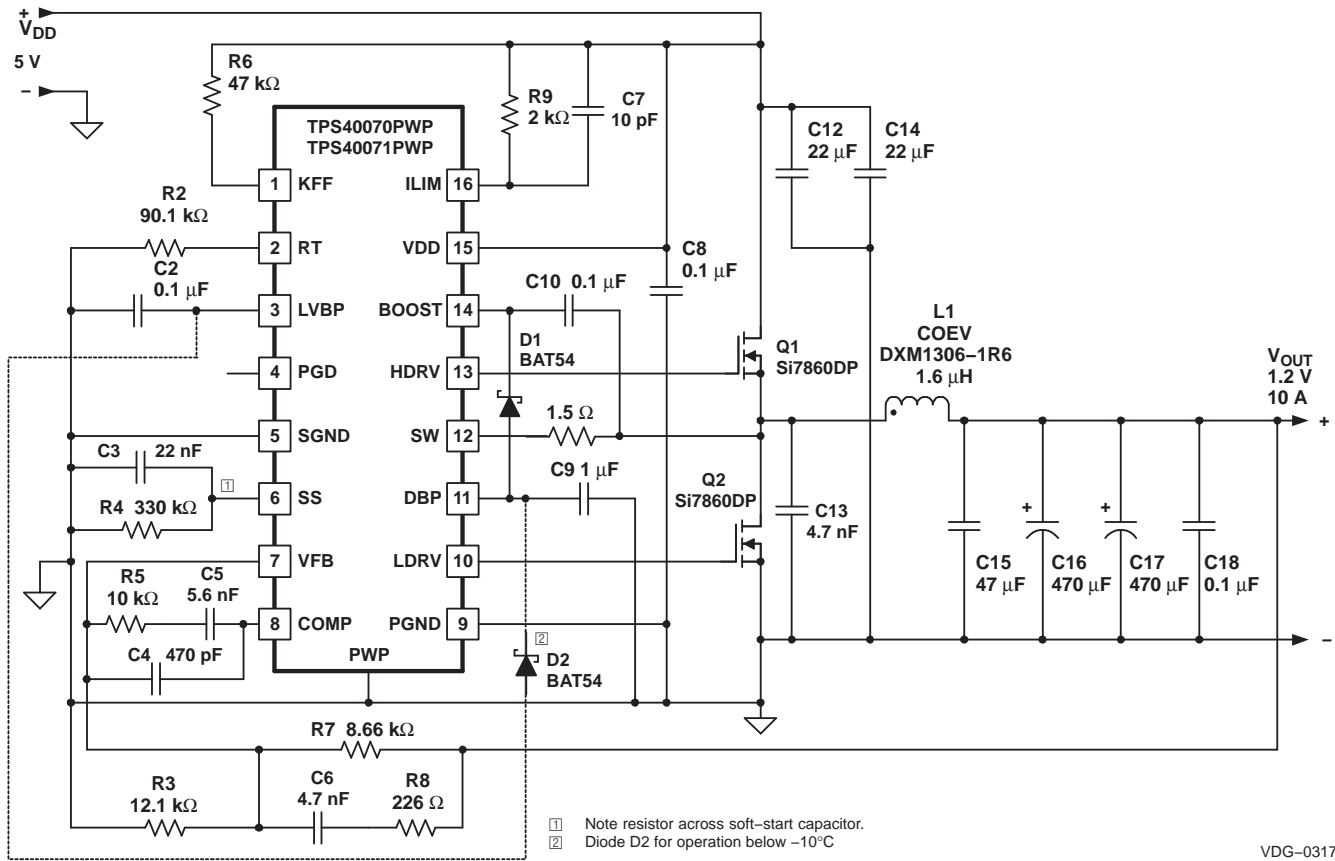 +
VDD
5 V
−
R6
47 kΩ
TPS40070PWP
TPS40071PWP
R9
2 kΩ
C7
10 pF
C12
22 μF
C14
22 μF
1 KFF
ILIM 16
R2
90.1 kΩ
2 RT
VDD 15
C8
0.1 μF
C2
0.1 μF
C10 0.1 μF
3 LVBP
BOOST 14
D1
BAT54
L1
COEV
DXM1306−1R6
1.6 μH
Q1
Si7860DP
VOUT
1.2 V
10 A
4 PGD
HDRV 13
1.5 Ω
+
5 SGND
SW 12
C3 22 nF
C9 1 μF
Q2
Si7860DP
1
6 SS
DBP 11
R4 330 kΩ
C13
4.7 nF
+
+
7 VFB
LDRV 10
C15
47 μF
C16
470 μF
C17
470 μF
C18
0.1 μF
R5
10 kΩ
C5
5.6 nF
8 COMP
PGND 9
2
−
C4 470 pF
PWP
D2
BAT54
R7 8.66 kΩ
R3
12.1 kΩ
C6
4.7 nF
R8
226 Ω
1 Note resistor across soft−start capacitor.
2 Diode D2 for operation below −10°C
VDG−0317